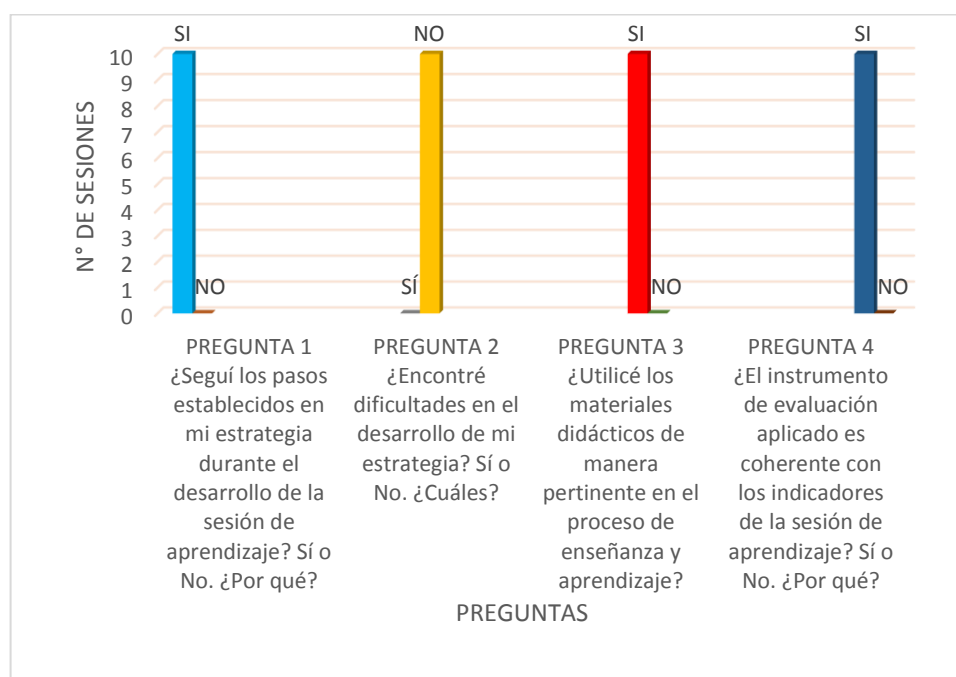 SI
NO
SI
SI
10
9
8
7
6
5
4
3
2
1
0
N° DE SESIONES
NO
SÍ
NO
NO
PREGUNTA 1
¿Seguí los pasos
establecidos en
mi estrategia
durante el
desarrollo de la
sesión de
aprendizaje? Sí o
No. ¿Por qué?
PREGUNTA 2
¿Encontré
dificultades en el
desarrollo de mi
estrategia? Sí o
No. ¿Cuáles?
PREGUNTA 3
¿Utilicé los
materiales
didácticos de
manera
pertinente en el
proceso de
enseñanza y
aprendizaje?
PREGUNTA 4
¿El instrumento
de evaluación
aplicado es
coherente con
los indicadores
de la sesión de
aprendizaje? Sí o
No. ¿Por qué?
PREGUNTAS